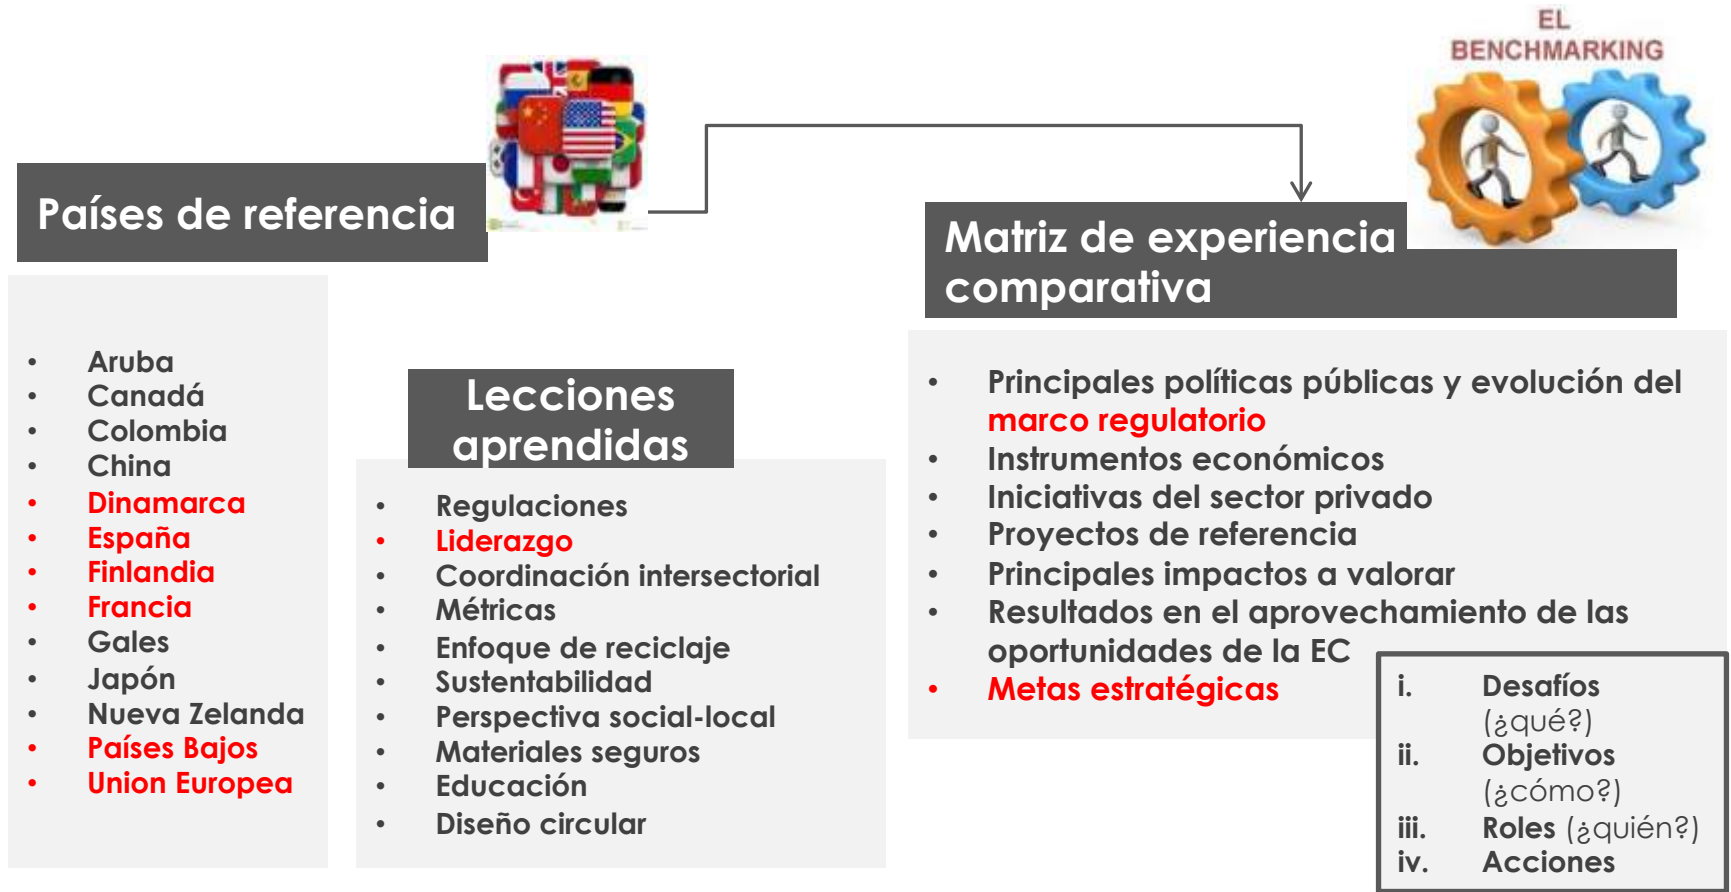 EL
BENCHMARKING
Países de referencia
• Aruba
• Canadá
• Colombia
• China
• Dinamarca
• España
• Finlandia
• Francia
• Gales
• Japón
• Nueva Zelanda
• Países Bajos
• Union Europea
Lecciones
aprendidas
• Regulaciones
• Liderazgo
• Coordinación intersectorial
• Métricas
• Enfoque de reciclaje
• Sustentabilidad
• Perspectiva social-local
• Materiales seguros
• Educación
• Diseño circular
Matriz de experiencia
comparativa
• Principales políticas públicas y evolución del
marco regulatorio
• Instrumentos económicos
• Iniciativas del sector privado
• Proyectos de referencia
• Principales impactos a valorar
• Resultados en el aprovechamiento de las
oportunidades de la EC
• Metas estratégicas
i. Desafíos
(¿qué?)
ii. Objetivos
(¿cómo?)
iii. Roles (¿quién?)
iv. Acciones